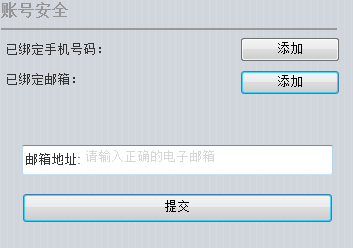 账号安全
已绑定手机号码： 添加
已绑定邮箱： 添加
邮箱地址: 请输入正确的电子邮箱
提交